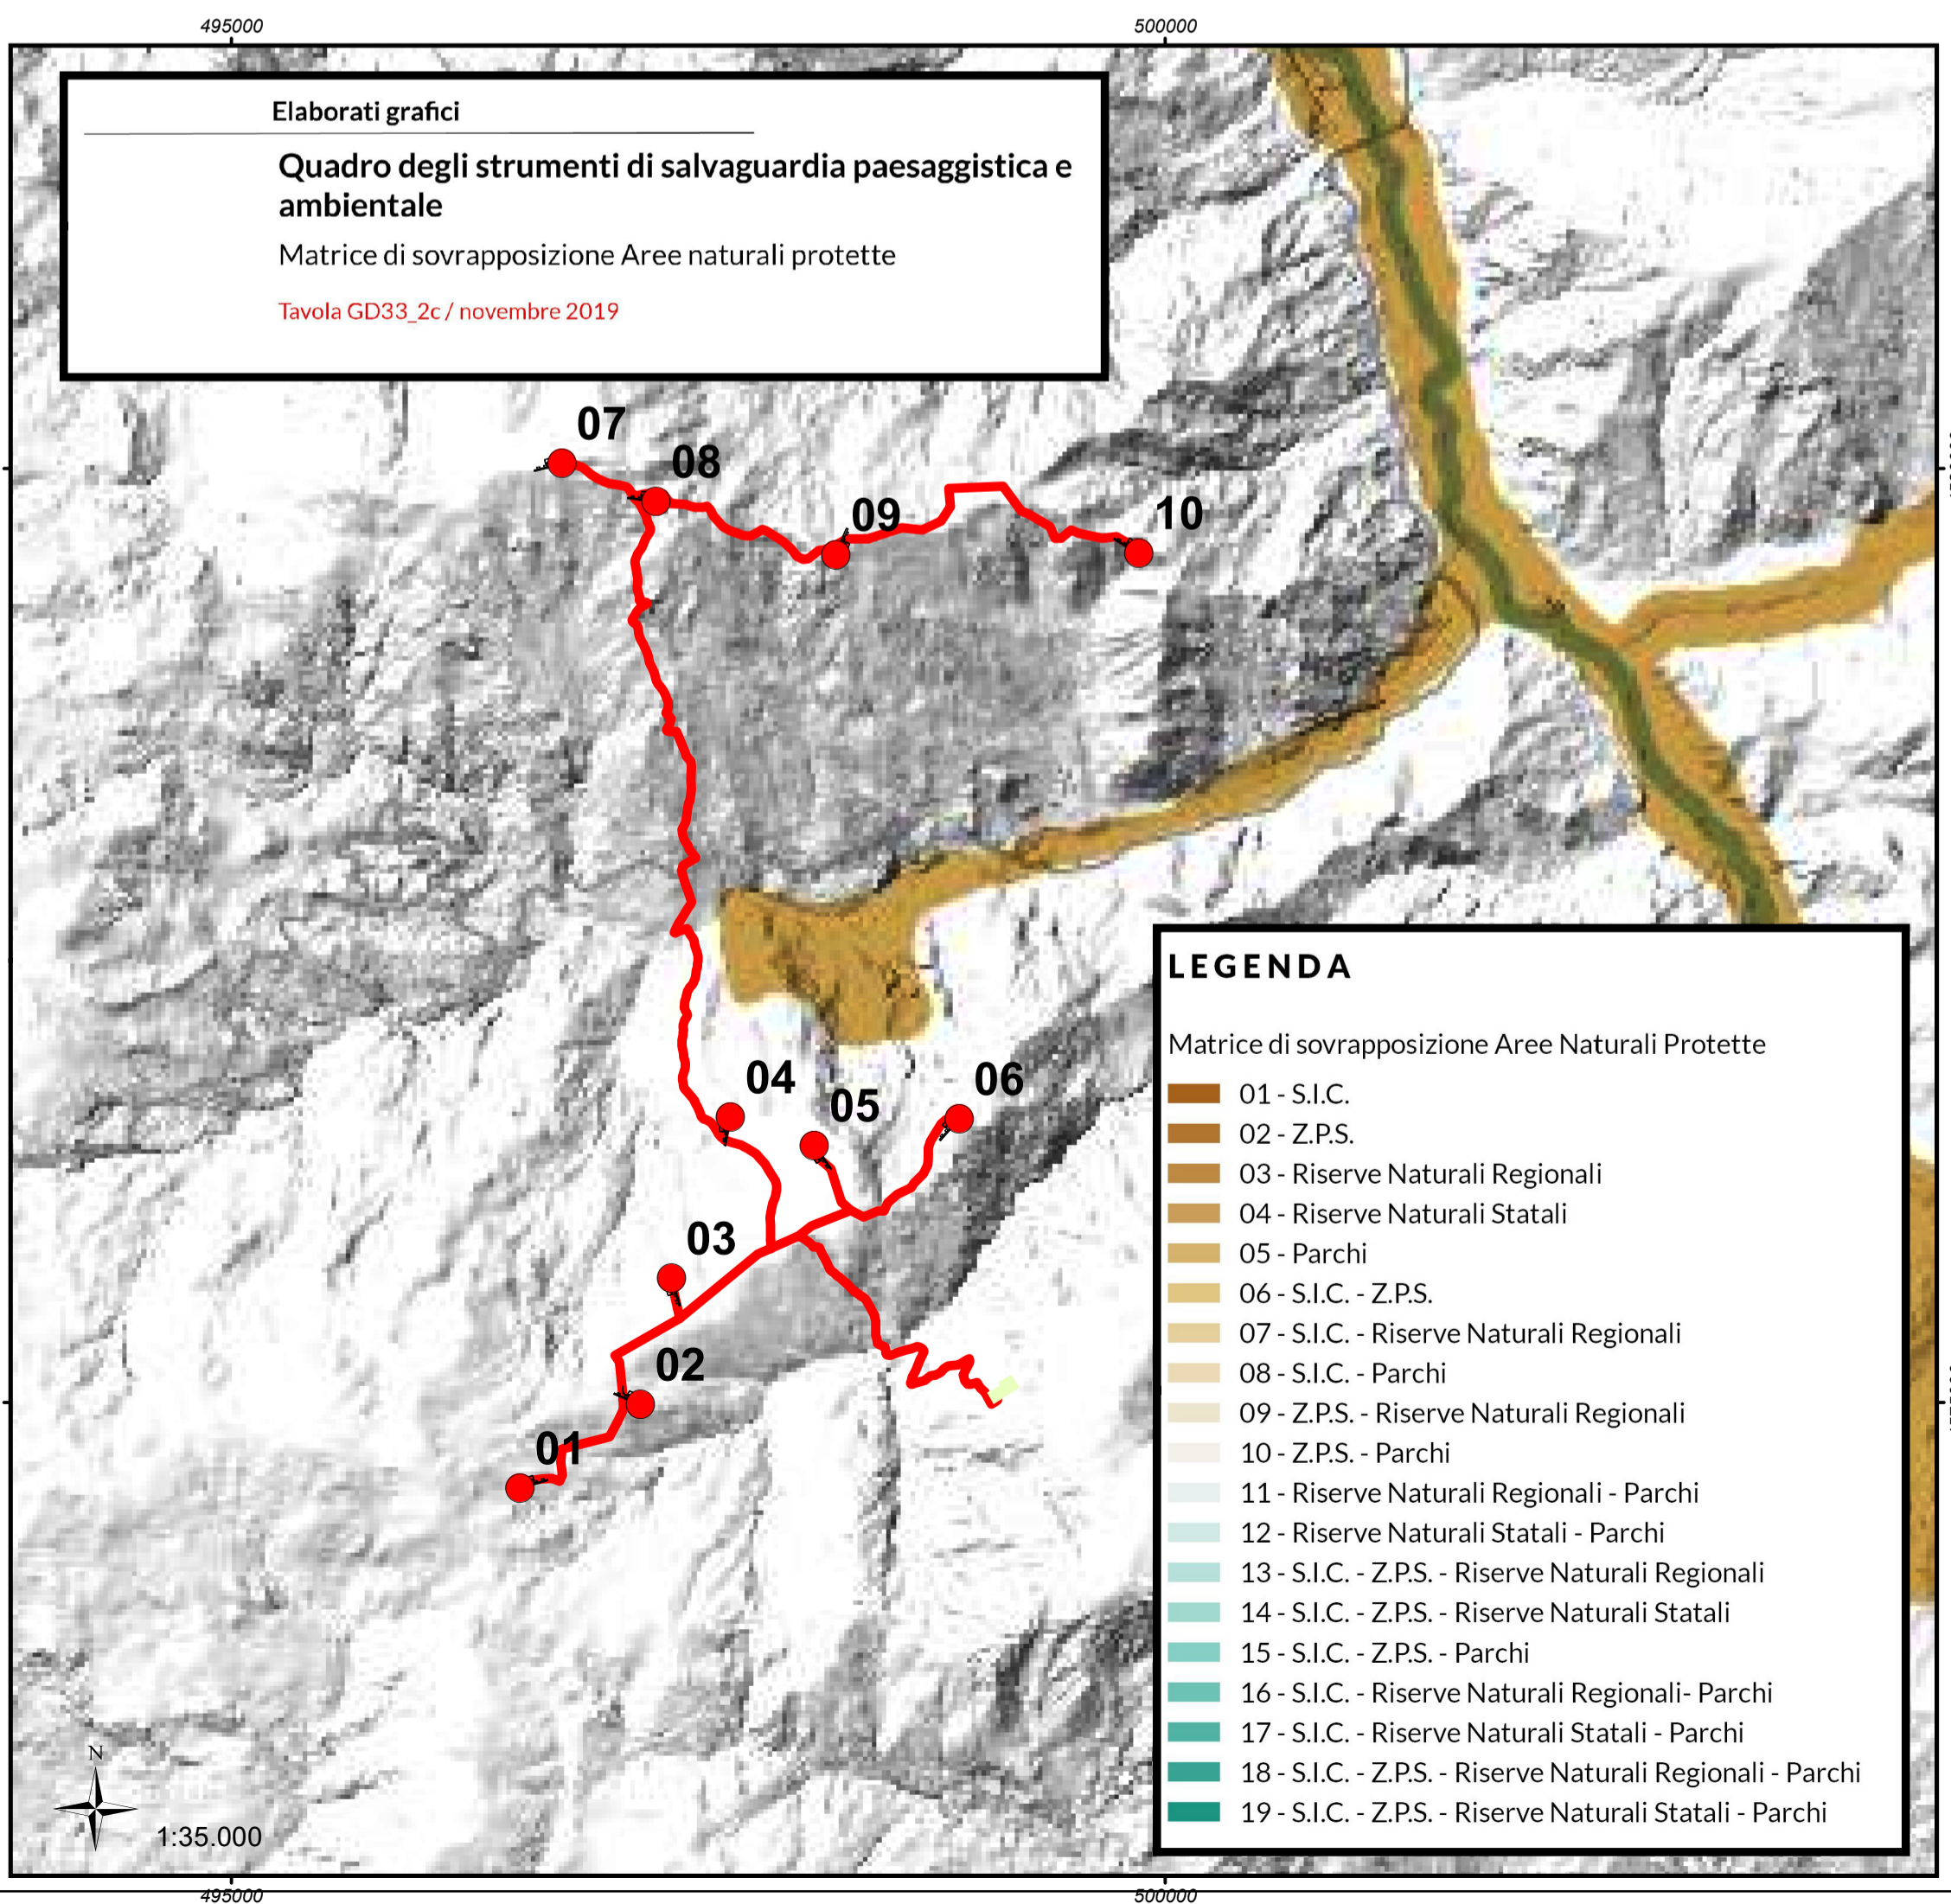 495000
500000
Elaborati grafici
Quadro degli strumenti di salvaguardia paesaggistica e
ambientale
Matrice di sovrapposizione Aree naturali protette
Tavola GD33_2c / novembre 2019
07
08
09
10
04
05
06
03
02
01
LEGENDA
Matrice di sovrapposizione Aree Naturali Protette
01 - S.I.C.
02 - Z.P.S.
03 - Riserve Naturali Regionali
04 - Riserve Naturali Statali
05 - Parchi
06 - S.I.C. - Z.P.S.
07 - S.I.C. - Riserve Naturali Regionali
08 - S.I.C. - Parchi
09 - Z.P.S. - Riserve Naturali Regionali
10 - Z.P.S. - Parchi
11 - Riserve Naturali Regionali - Parchi
12 - Riserve Naturali Statali - Parchi
13 - S.I.C. - Z.P.S. - Riserve Naturali Regionali
14 - S.I.C. - Z.P.S. - Riserve Naturali Statali
15 - S.I.C. - Z.P.S. - Parchi
16 - S.I.C. - Riserve Naturali Regionali- Parchi
17 - S.I.C. - Riserve Naturali Statali - Parchi
18 - S.I.C. - Z.P.S. - Riserve Naturali Regionali - Parchi
19 - S.I.C. - Z.P.S. - Riserve Naturali Statali - Parchi
N
1:35.000
495000
500000